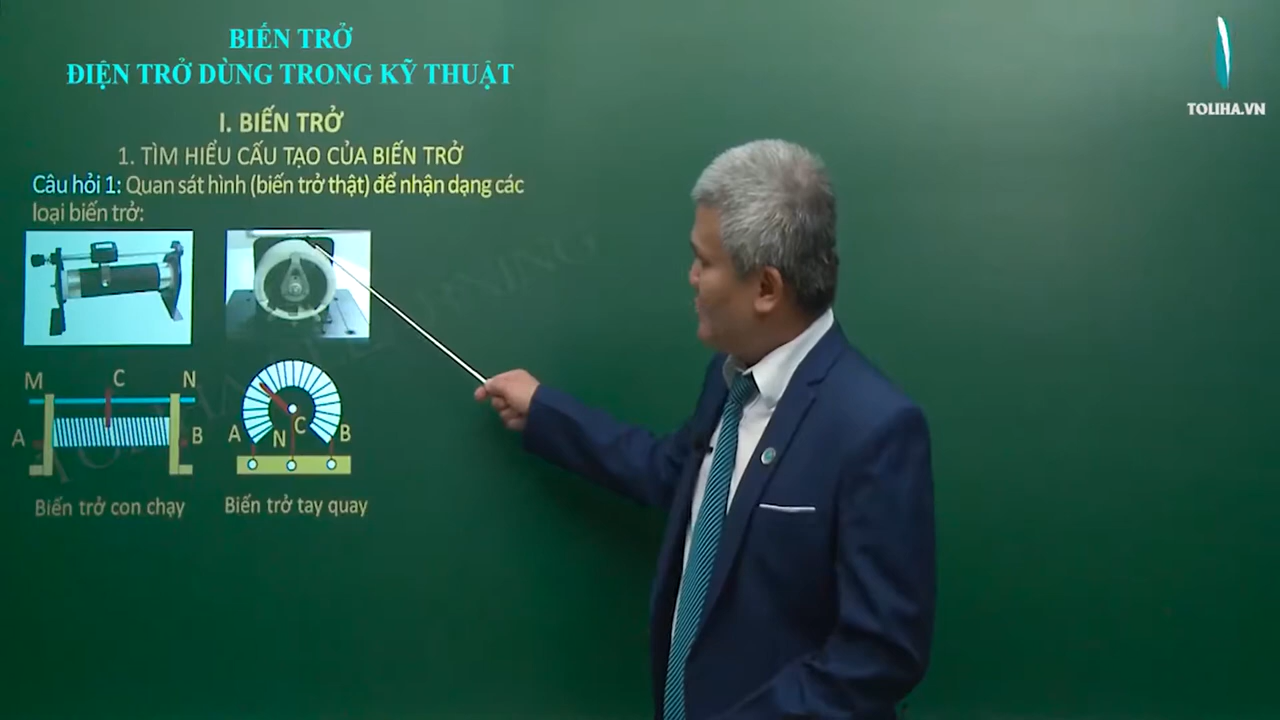 BIẾN TRỞ
ĐIỆN TRỞ DÙNG TRONG KỸ THUẬT
TOLIHA.VN
I. BIẾN TRỞ
1. TÌM HIỂU CẤU TẠO CỦA BIẾN TRỞ
Câu hỏi 1: Quan sát hình (biến trở thật) để nhận dạng các
loại biến trở:
M C N
A B
A N C B
Biến trở con chạy
Biến trở tay quay